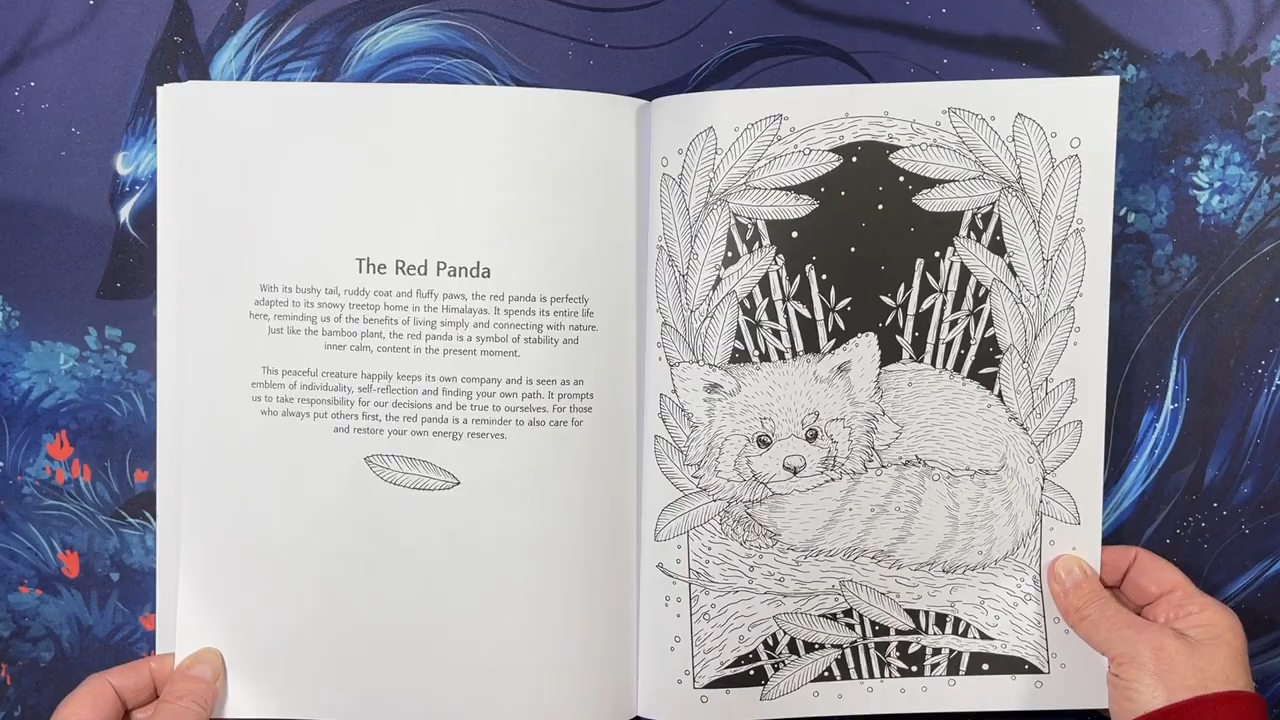 The Red Panda
With its bushy tail, ruddy coat and fluffy paws, the red panda is perfectly
adapted to its snowy treetop home in the Himalayas. It spends its entire life
here, reminding us of the benefits of living simply and connecting with nature.
Just like the bamboo plant, the red panda is a symbol of stability and
inner calm, content in the present moment.
This peaceful creature happily keeps its own company and is seen as an
emblem of individuality, self-reflection and finding your own path. It prompts
us to take responsibility for our decisions and be true to ourselves. For those
who always put others first, the red panda is a reminder to also care for
and restore your own energy reserves.